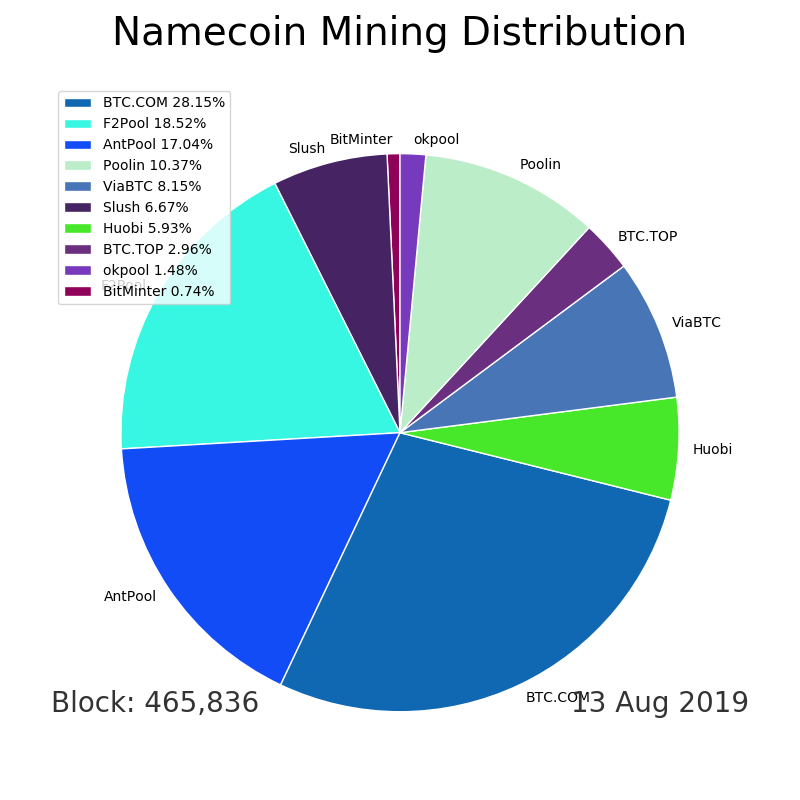 Namecoin Mining Distribution
BTC.COM 28.15%
F2Pool 18.52%
AntPool 17.04%
Poolin 10.37%
ViaBTC 8.15%
Slush 6.67%
Huobi 5.93%
BTC.TOP 2.96%
okpool 1.48%
BitMinter 0.74%
Slush
BitMinter
okpool
Poolin
BTC.TOP
ViaBTC
Huobi
F2Pool
AntPool
BTC.COM
Block: 465,836
13 Aug 2019